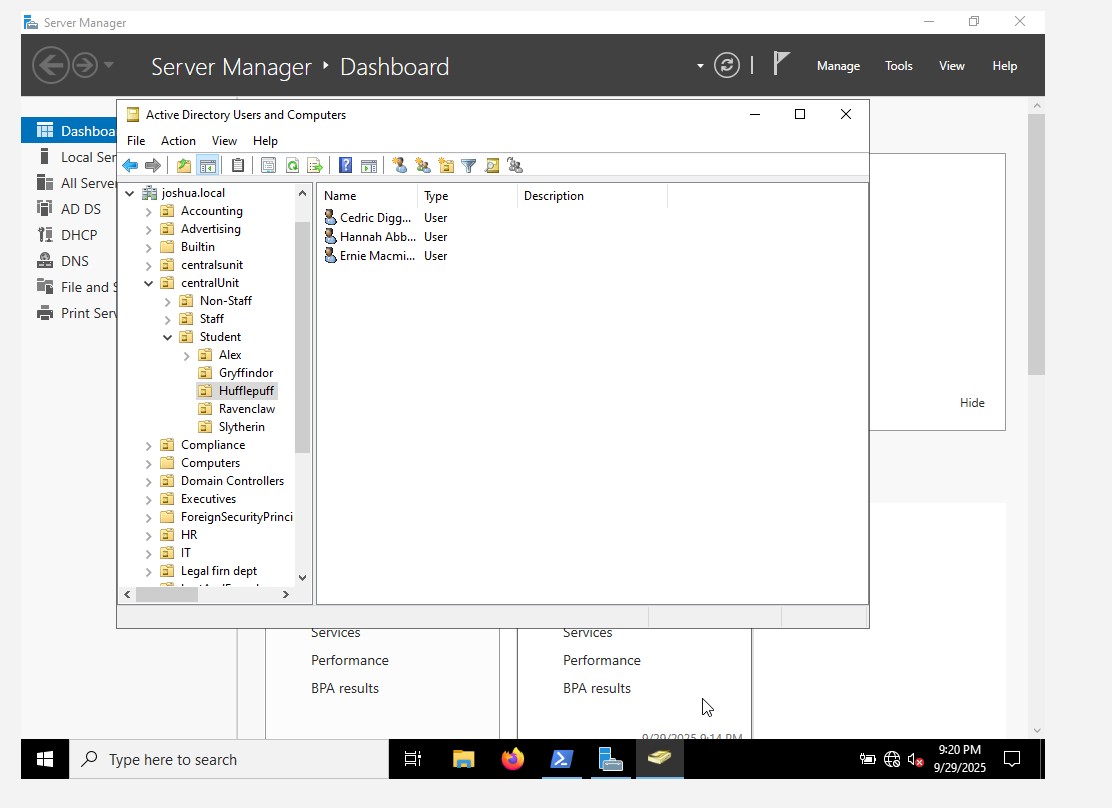 Server Manager
Server Manager • Dashboard
Manage Tools View Help
Dashboa
Local Ser
All Server
AD DS
DHCP
DNS
File and S
Print Serv
Active Directory Users and Computers
File Action View Help
joshua.local
Accounting
Advertising
Builtin
centralsunit
centralUnit
Non-Staff
Staff
Student
Alex
Gryffindor
Hufflepuff
Ravenclaw
Slytherin
Compliance
Computers
Domain Controllers
Executives
ForeignSecurityPrinci
HR
IT
Legal firn dept
Name Type Description
Cedric Digg... User
Hannah Abb... User
Ernie Macmi... User
Hide
Services
Performance
BPA results
Services
Performance
BPA results
9/29/2025 9:14 PM
Type here to search
9:20 PM
9/29/2025